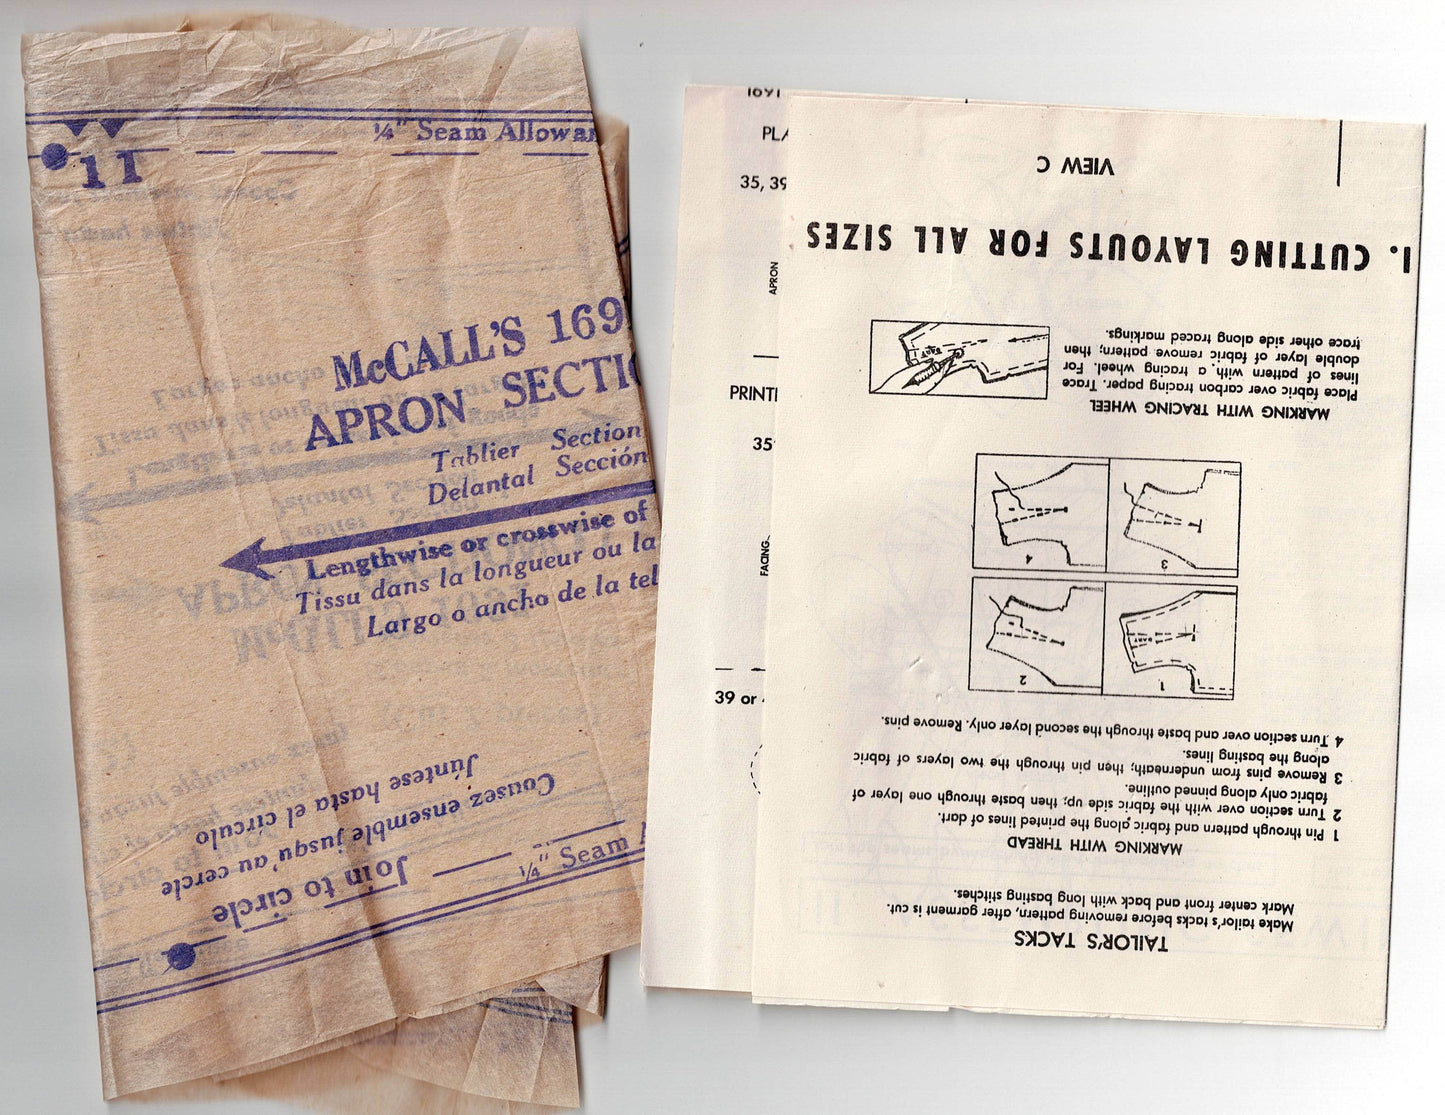 1/4" Seam Allowan
11
McCALL'S 169
APRON SECTIO
Tablier Section
Delantal Sección
Lengthwise or crosswise of
Tissu dans la longueur ou la
Largo o ancho de la tel
Join to circle
Cousez ensemble jusqu'au cercle
Júntese hasta el círculo
1/4" Seam A
1691
PLA
35, 39
APRON
PRINTE
35
FACING
39 or
TAILOR'S TACKS
Make tailor's tacks before removing pattern, after garment is cut.
Mark center front and back with long basting stitches.
MARKING WITH THREAD
1 Pin through pattern and fabric along the printed lines of dart.
2 Turn section over with the fabric side up; then baste through one layer of
fabric only along pinned outline.
3 Remove pins from underneath; then pin through the two layers of fabric
along the basting lines.
4 Turn section over and baste through the second layer only. Remove pins.
1
DART
2
3
4
MARKING WITH TRACING WHEEL
Place fabric over carbon tracing paper. Trace
lines of pattern with a tracing wheel. For
double layer of fabric remove pattern; then
trace other side along traced markings.
DART
I. CUTTING LAYOUTS FOR ALL SIZES
VIEW C